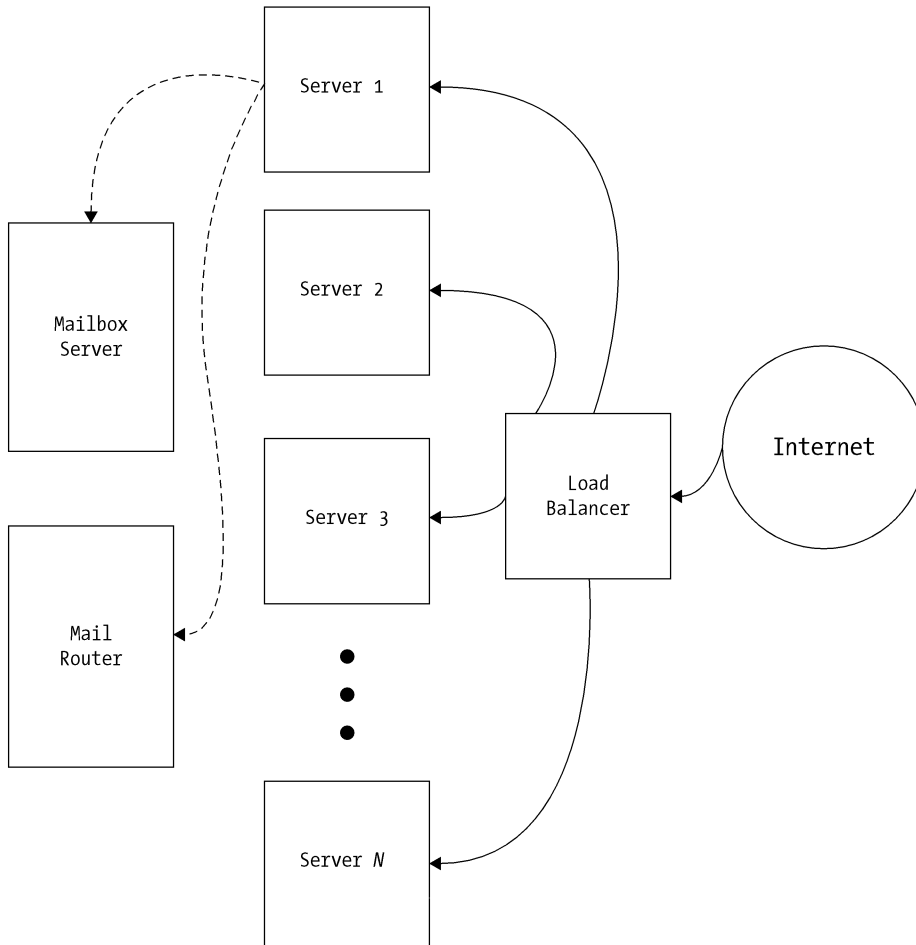 Server 1
Server 2
Mailbox
Server
Internet
Load
Balancer
Server 3
Mail
Router
Server N